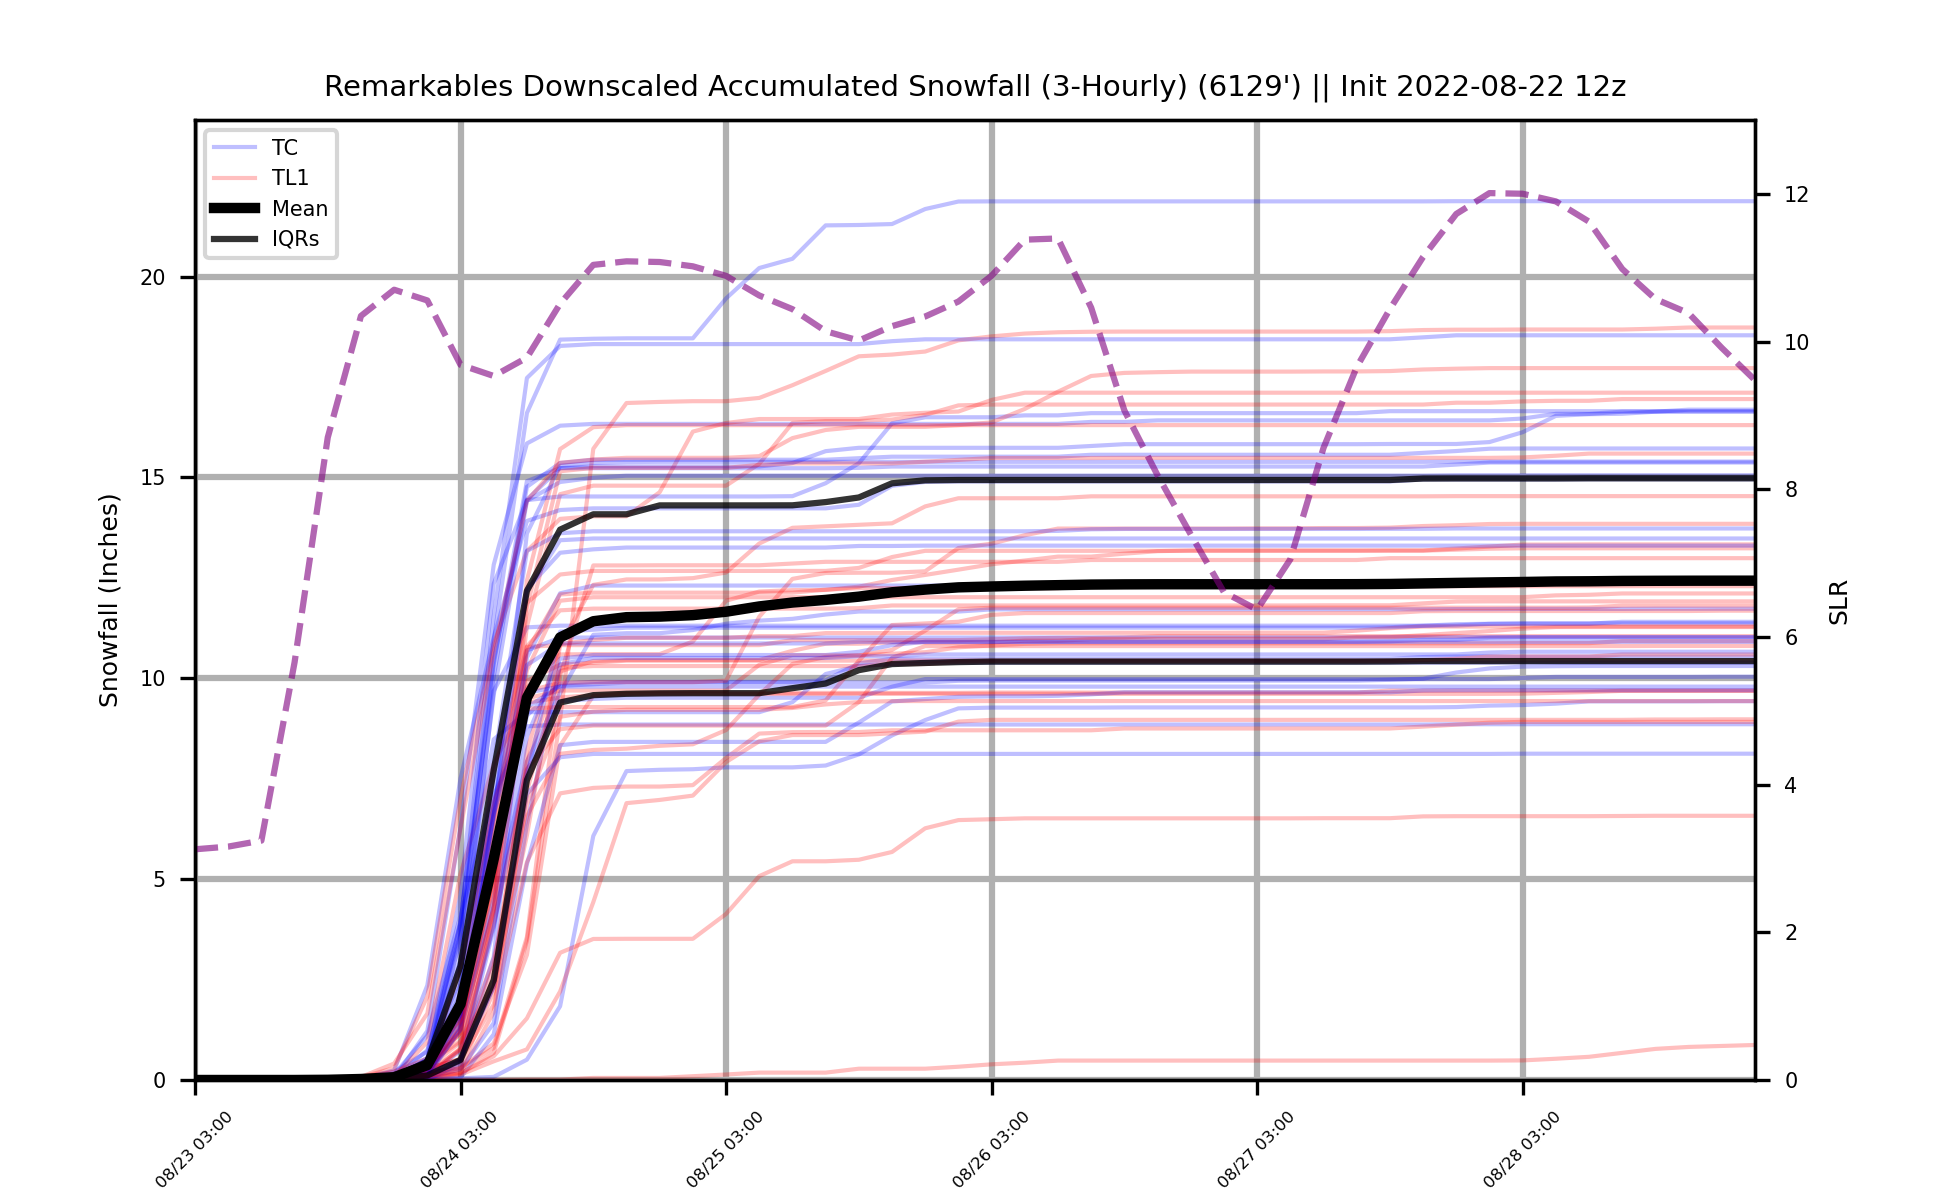 Remarkables Downscaled Accumulated Snowfall (3-Hourly) (6129') || Init 2022-08-22 12z
TC
TL1
Mean
IQRs
Snowfall (Inches)
20
15
10
5
0
SLR
12
10
8
6
4
2
0
08/23 03:00
08/24 03:00
08/25 03:00
08/26 03:00
08/27 03:00
08/28 03:00